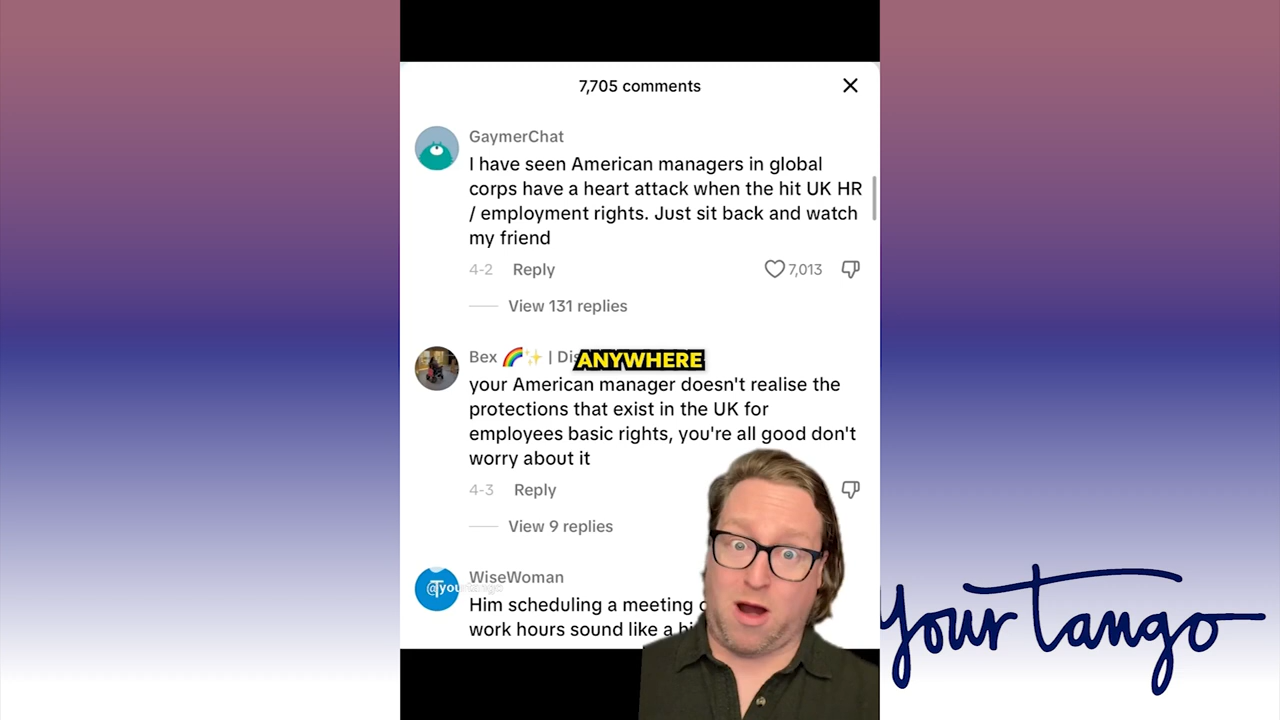 7,705 comments
GaymerChat
I have seen American managers in global
corps have a heart attack when the hit UK HR
/ employment rights. Just sit back and watch
my friend
4-2 Reply 7,013
View 131 replies
Bex 🌈✨ |
ANYWHERE
your American manager doesn't realise the
protections that exist in the UK for
employees basic rights, you're all good don't
worry about it
4-3 Reply
View 9 replies
WiseWoman
@yourtango
Him scheduling a meeting
work hours sound like a
your tango